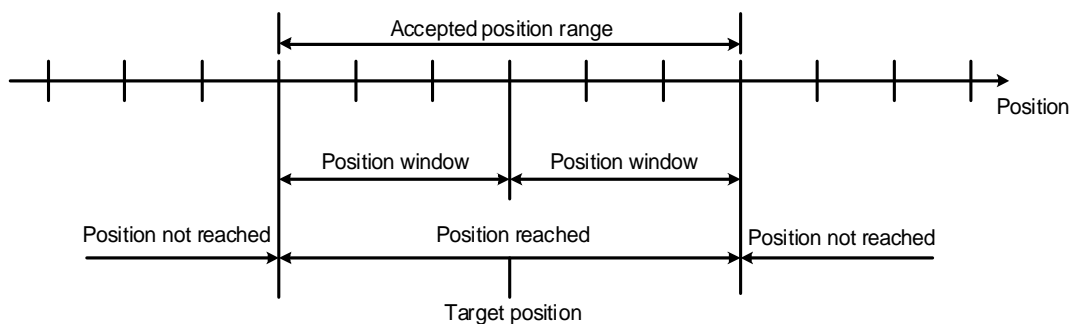 Accepted position range
Position
Position window
Position window
Position not reached
Position reached
Position not reached
Target position